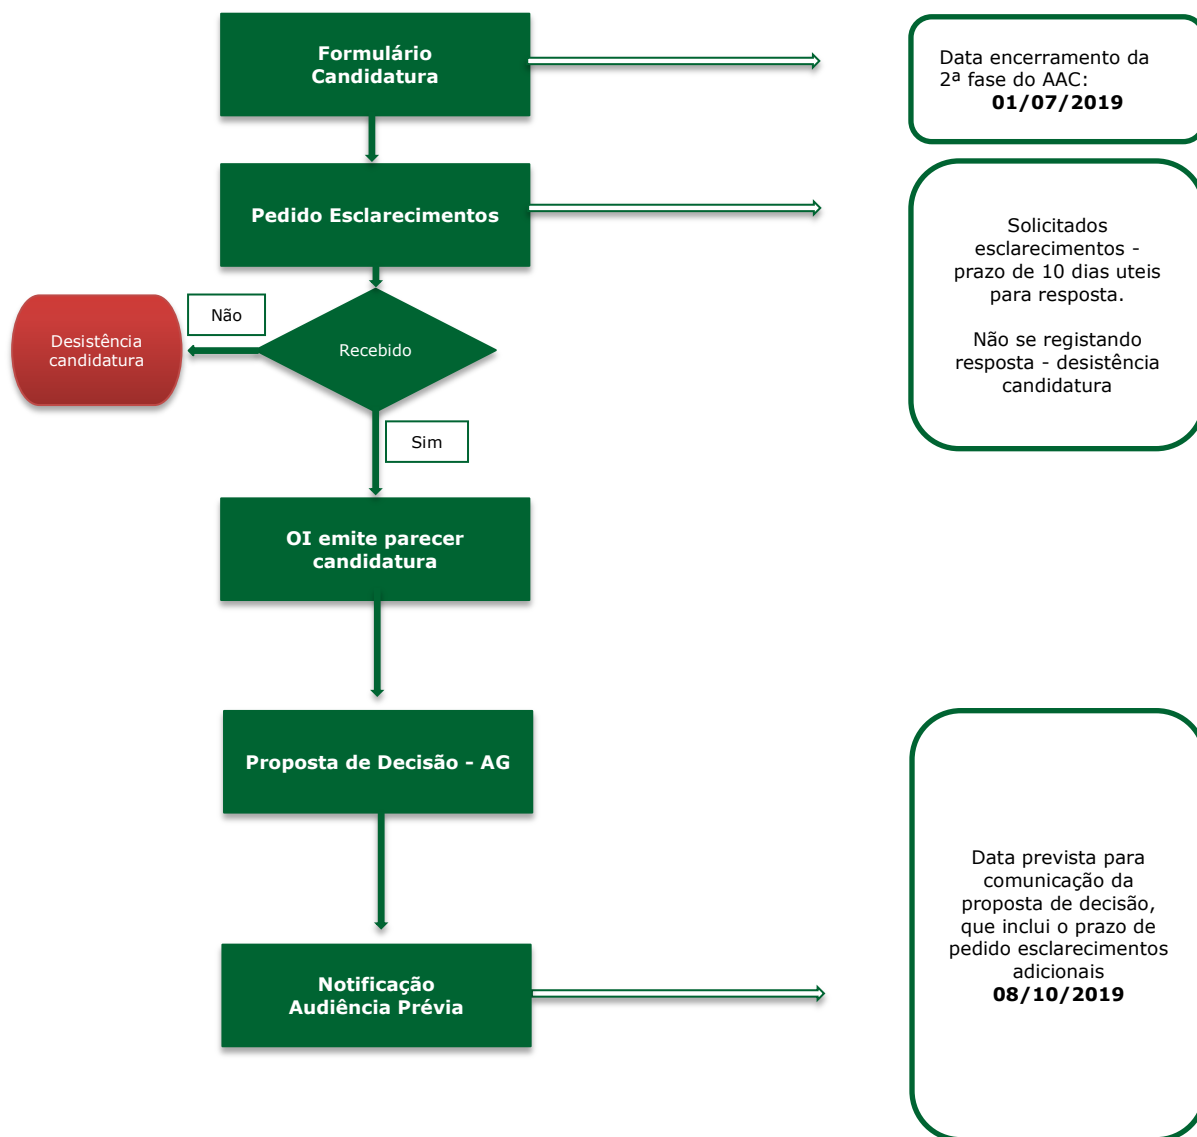 Formulário
Candidatura
Data encerramento da
2ª fase do AAC:
01/07/2019
Pedido Esclarecimentos
Solicitados
esclarecimentos -
prazo de 10 dias uteis
para resposta.
Não se registando
resposta - desistência
candidatura
Não
Desistência
candidatura
Recebido
Sim
OI emite parecer
candidatura
Proposta de Decisão - AG
Notificação
Audiência Prévia
Data prevista para
comunicação da
proposta de decisão,
que inclui o prazo de
pedido esclarecimentos
adicionais
08/10/2019